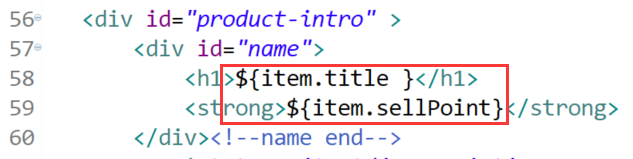 56 <div id="product-intro" >
57 <div id="name">
58 <h1>${item.title }</h1>
59 <strong>${item.sellPoint}</strong>
60 </div><!--name end-->